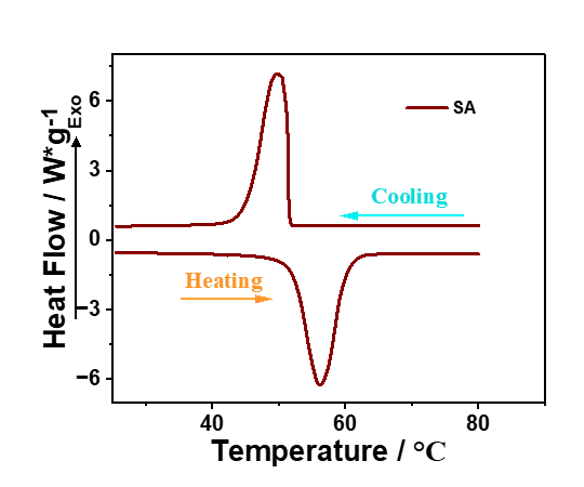 Heat Flow / W*g-1
Exo
6
3
0
−3
−6
SA
Cooling
Heating
40
60
80
Temperature / °C